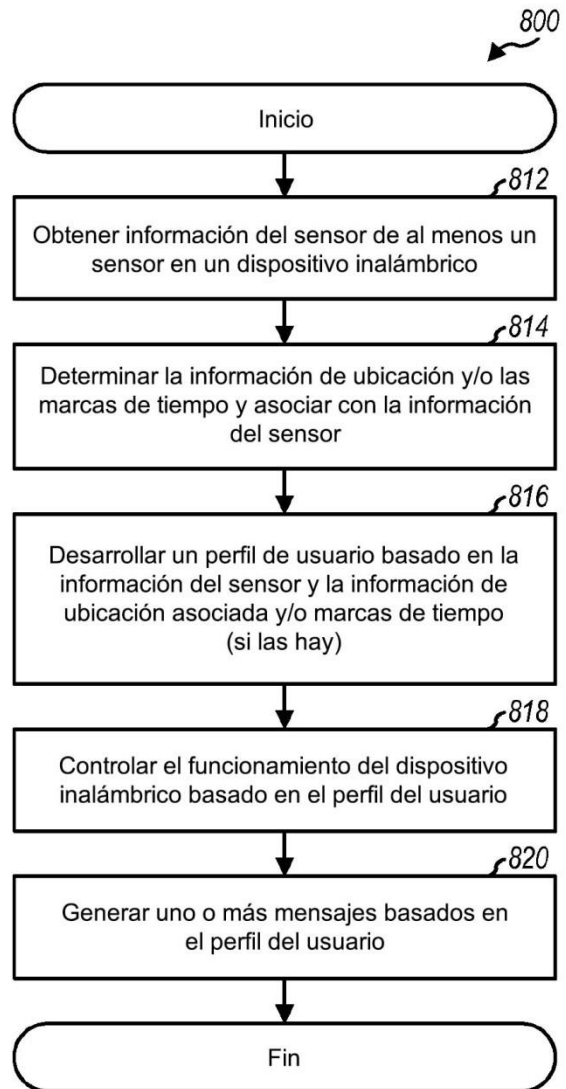 800
Inicio
812
Obtener información del sensor de al menos un
sensor en un dispositivo inalámbrico
814
Determinar la información de ubicación y/o las
marcas de tiempo y asociar con la información
del sensor
816
Desarrollar un perfil de usuario basado en la
información del sensor y la información de
ubicación asociada y/o marcas de tiempo
(si las hay)
818
Controlar el funcionamiento del dispositivo
inalámbrico basado en el perfil del usuario
820
Generar uno o más mensajes basados en
el perfil del usuario
Fin